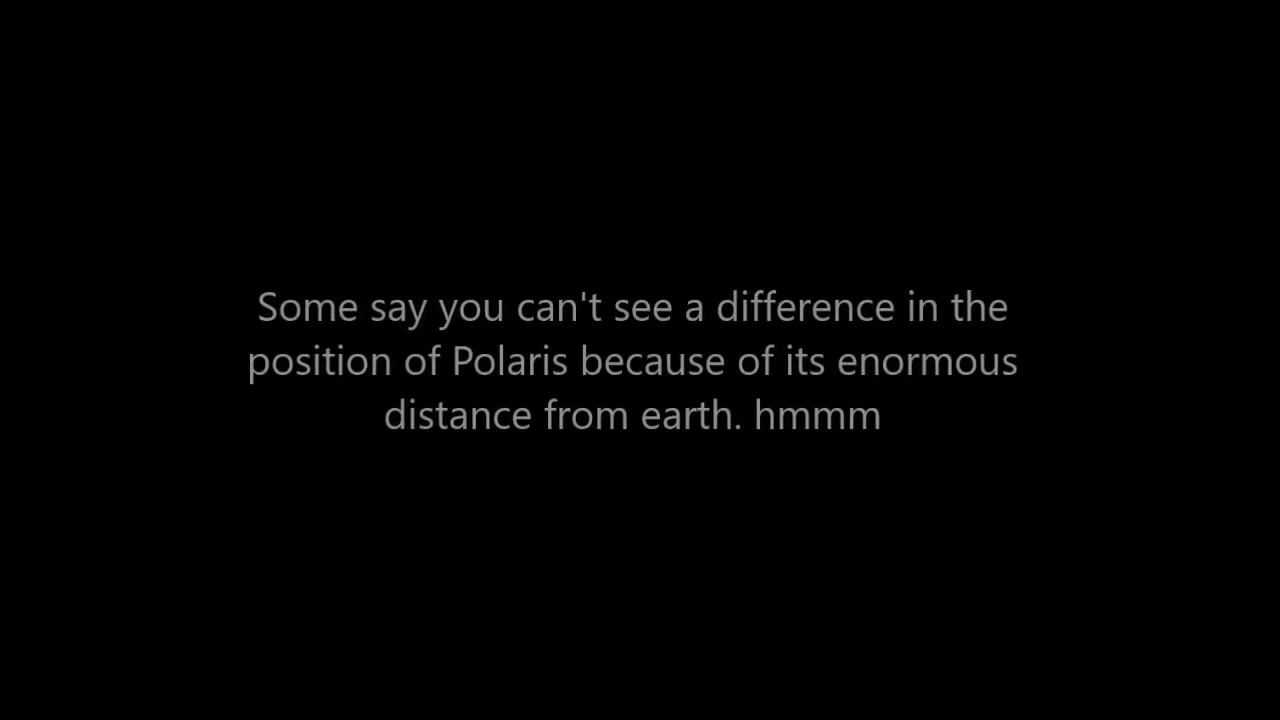 Some say you can't see a difference in the
position of Polaris because of its enormous
distance from earth. hmmm